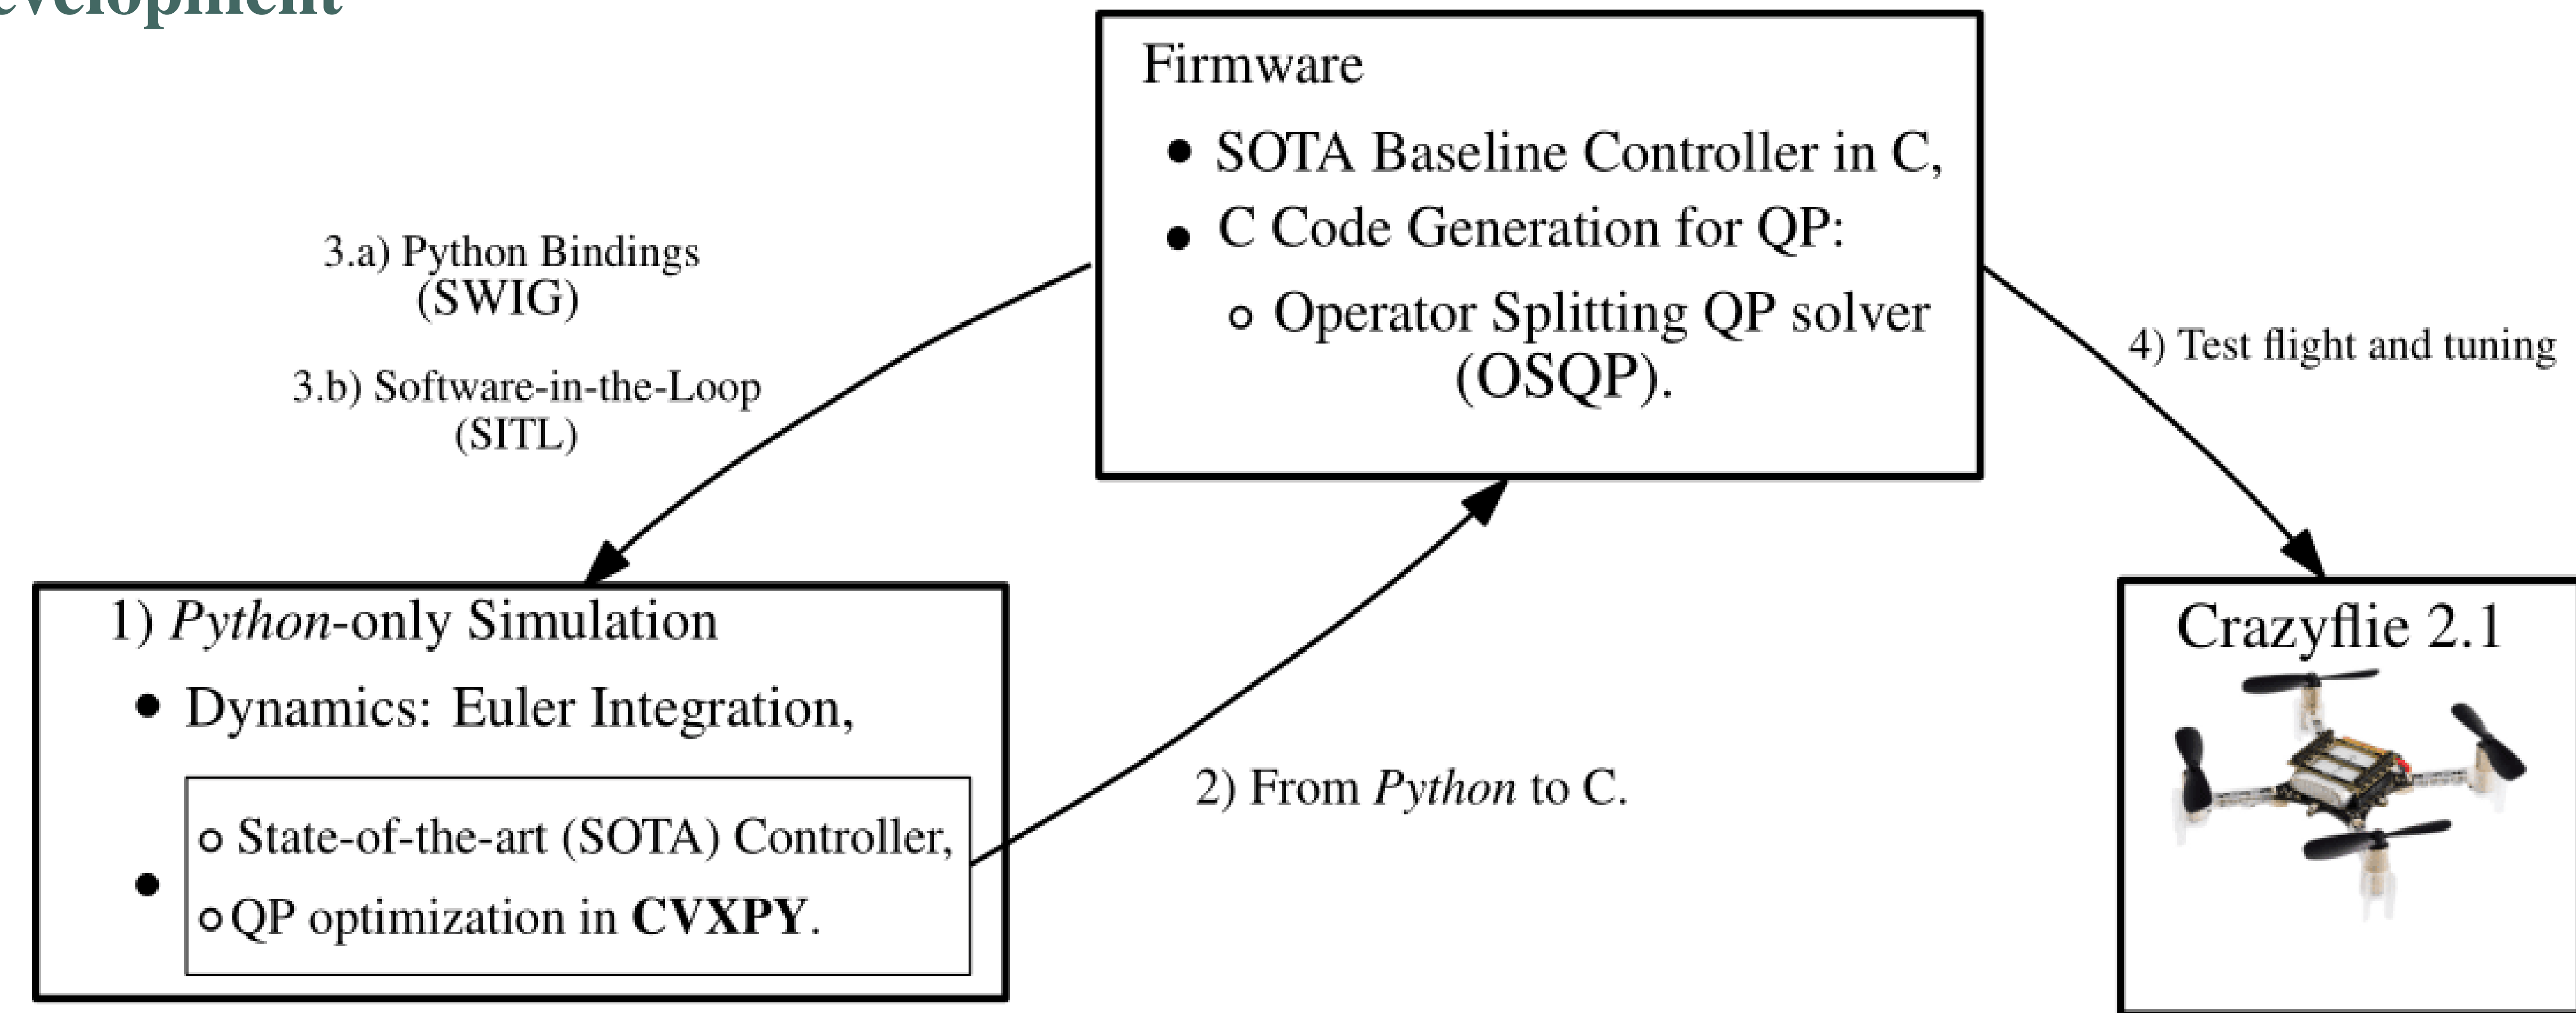 Firmware
• SOTA Baseline Controller in C,
• C Code Generation for QP:
○ Operator Splitting QP solver
(OSQP).
3.a) Python Bindings
(SWIG)
3.b) Software-in-the-Loop
(SITL)
4) Test flight and tuning
1) Python-only Simulation
• Dynamics: Euler Integration,
• ○ State-of-the-art (SOTA) Controller,
○ QP optimization in CVXPY.
2) From Python to C.
Crazyflie 2.1